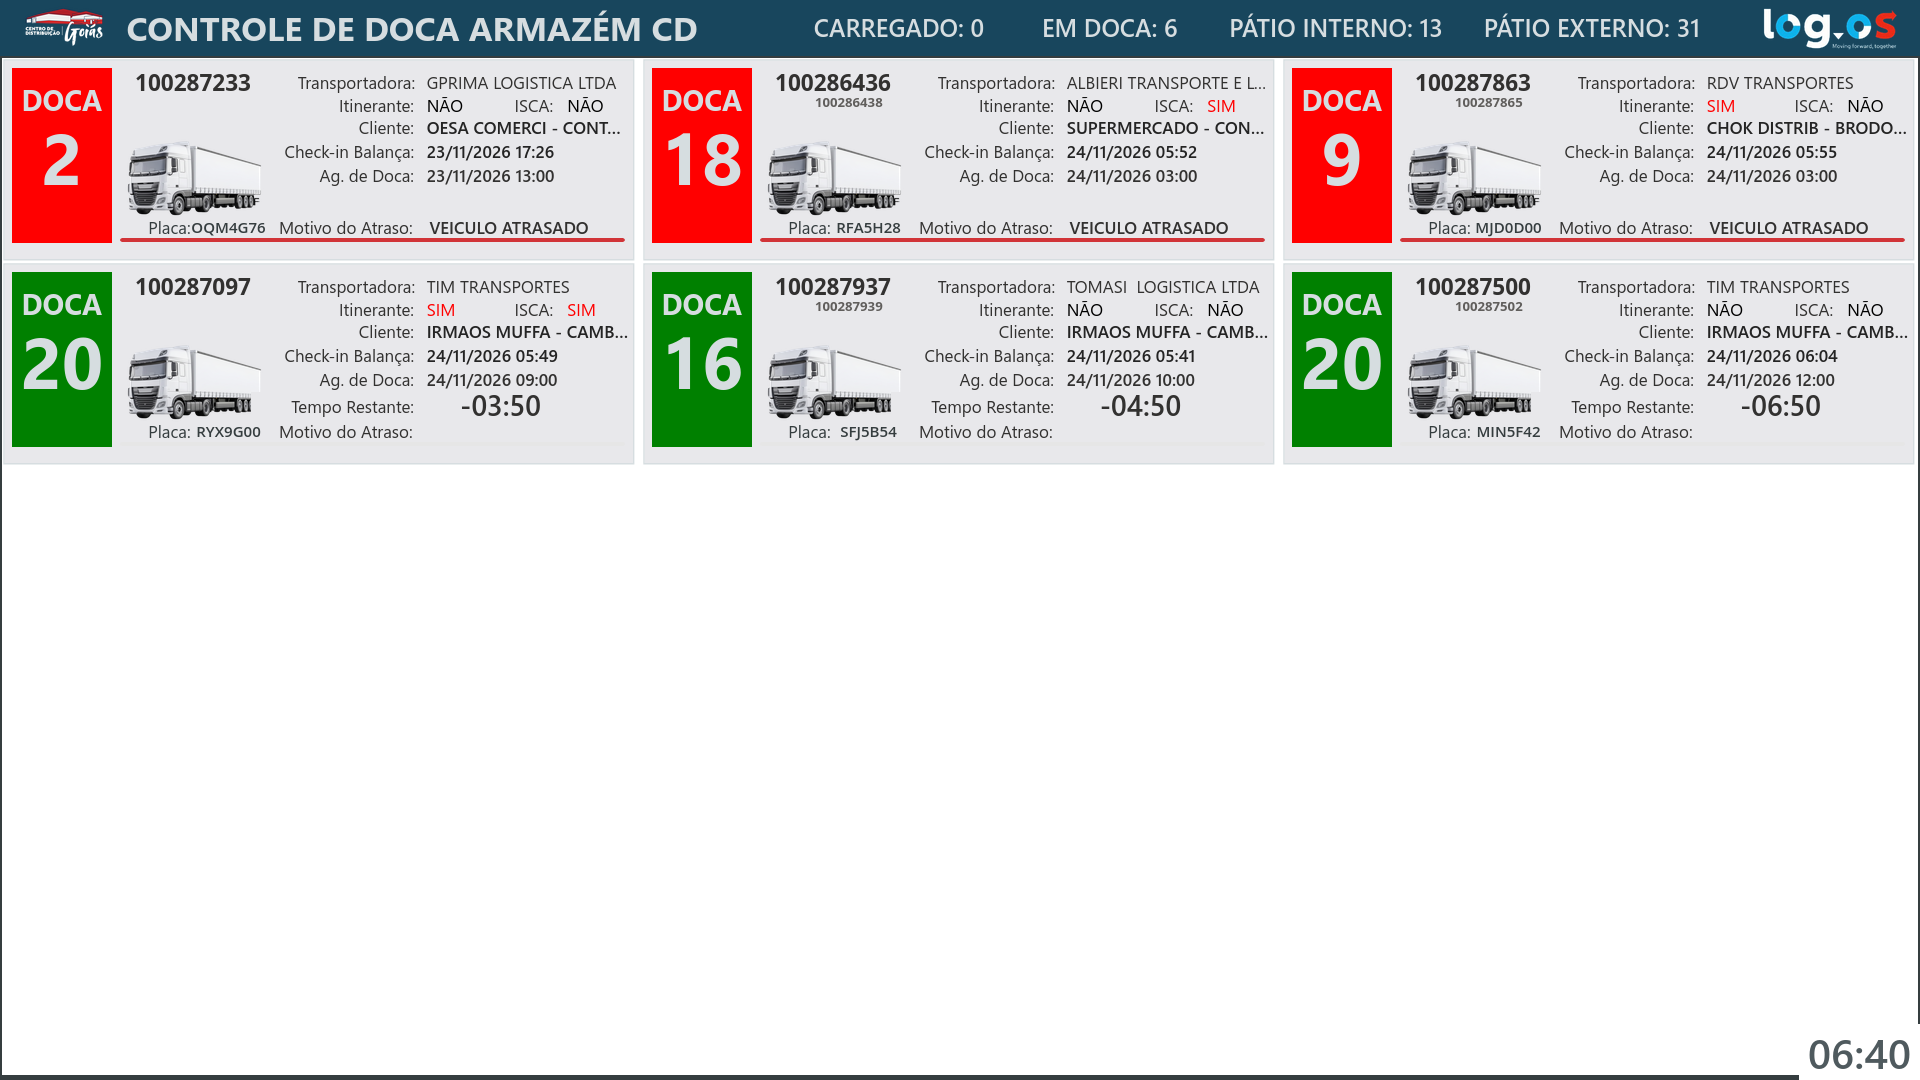 CENTRO DE DISTRIBUIÇÃO Goiás
CONTROLE DE DOCA ARMAZÉM CD
CARREGADO: 0
EM DOCA: 6
PÁTIO INTERNO: 13
PÁTIO EXTERNO: 31
log.os
Moving forward, together
DOCA
2
100287233
Transportadora: GPRIMA LOGISTICA LTDA
Itinerante: NÃO ISCA: NÃO
Cliente: OESA COMERCI - CONT...
Check-in Balança: 23/11/2026 17:26
Ag. de Doca: 23/11/2026 13:00
Placa:OQM4G76 Motivo do Atraso: VEICULO ATRASADO
DOCA
18
100286436
100286438
Transportadora: ALBIERI TRANSPORTE E L...
Itinerante: NÃO ISCA: SIM
Cliente: SUPERMERCADO - CON...
Check-in Balança: 24/11/2026 05:52
Ag. de Doca: 24/11/2026 03:00
Placa: RFA5H28 Motivo do Atraso: VEICULO ATRASADO
DOCA
9
100287863
100287865
Transportadora: RDV TRANSPORTES
Itinerante: SIM ISCA: NÃO
Cliente: CHOK DISTRIB - BRODO...
Check-in Balança: 24/11/2026 05:55
Ag. de Doca: 24/11/2026 03:00
Placa: MJD0D00 Motivo do Atraso: VEICULO ATRASADO
DOCA
20
100287097
Transportadora: TIM TRANSPORTES
Itinerante: SIM ISCA: SIM
Cliente: IRMAOS MUFFA - CAMB...
Check-in Balança: 24/11/2026 05:49
Ag. de Doca: 24/11/2026 09:00
Tempo Restante: -03:50
Placa: RYX9G00 Motivo do Atraso:
DOCA
16
100287937
100287939
Transportadora: TOMASI LOGISTICA LTDA
Itinerante: NÃO ISCA: NÃO
Cliente: IRMAOS MUFFA - CAMB...
Check-in Balança: 24/11/2026 05:41
Ag. de Doca: 24/11/2026 10:00
Tempo Restante: -04:50
Placa: SFJ5B54 Motivo do Atraso:
DOCA
20
100287500
100287502
Transportadora: TIM TRANSPORTES
Itinerante: NÃO ISCA: NÃO
Cliente: IRMAOS MUFFA - CAMB...
Check-in Balança: 24/11/2026 06:04
Ag. de Doca: 24/11/2026 12:00
Tempo Restante: -06:50
Placa: MIN5F42 Motivo do Atraso:
06:40